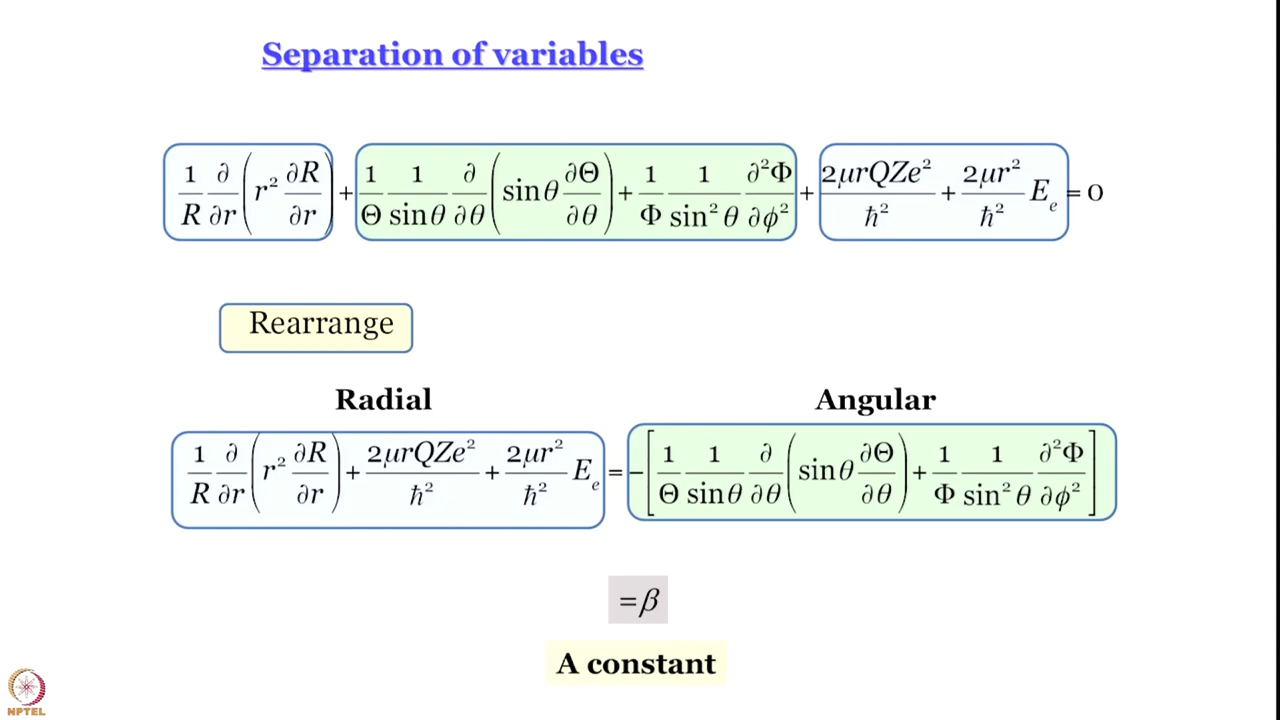 Separation of variables
1/R ∂/∂r (r² ∂R/∂r) + 1/Θ 1/sinθ ∂/∂θ (sinθ ∂Θ/∂θ) + 1/Φ 1/sin²θ ∂²Φ/∂ϕ² + 2μrQZe²/ℏ² + 2μr²/ℏ² Eₑ = 0
Rearrange
Radial Angular
1/R ∂/∂r (r² ∂R/∂r) + 2μrQZe²/ℏ² + 2μr²/ℏ² Eₑ = −[1/Θ 1/sinθ ∂/∂θ (sinθ ∂Θ/∂θ) + 1/Φ 1/sin²θ ∂²Φ/∂ϕ²]
=β
A constant
NPTEL